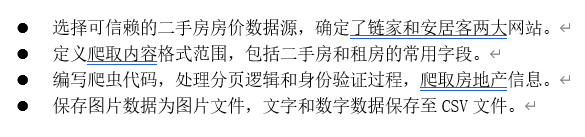 ● 选择可信赖的二手房房价数据源，确定了链家和安居客两大网站。
● 定义爬取内容格式范围，包括二手房和租房的常用字段。
● 编写爬虫代码，处理分页逻辑和身份验证过程，爬取房地产信息。
● 保存图片数据为图片文件，文字和数字数据保存至 CSV 文件。